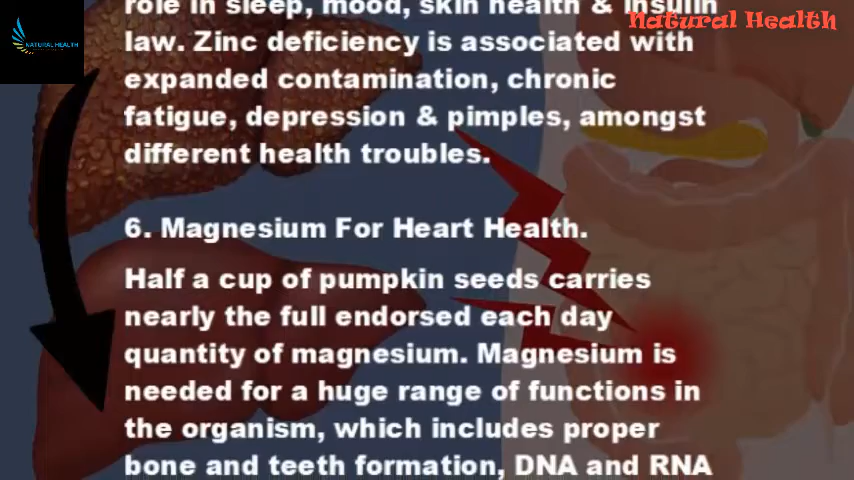 role in sleep, mood, skin health & insulin
Natural Health
NATURAL HEALTH
law. Zinc deficiency is associated with
expanded contamination, chronic
fatigue, depression & pimples, amongst
different health troubles.
6. Magnesium For Heart Health.
Half a cup of pumpkin seeds carries
nearly the full endorsed each day
quantity of magnesium. Magnesium is
needed for a huge range of functions in
the organism, which includes proper
bone and teeth formation, DNA and RNA